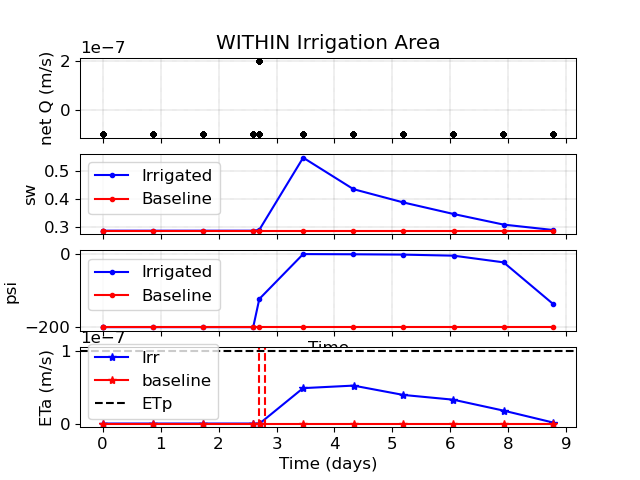 WITHIN Irrigation Area
1e−7
2
0
net Q (m/s)
0.5
0.4
0.3
sw
Irrigated
Baseline
0
−200
psi
Irrigated
Baseline
Time
1e−7
1
0
ETa (m/s)
Irr
baseline
ETp
0 1 2 3 4 5 6 7 8 9
Time (days)